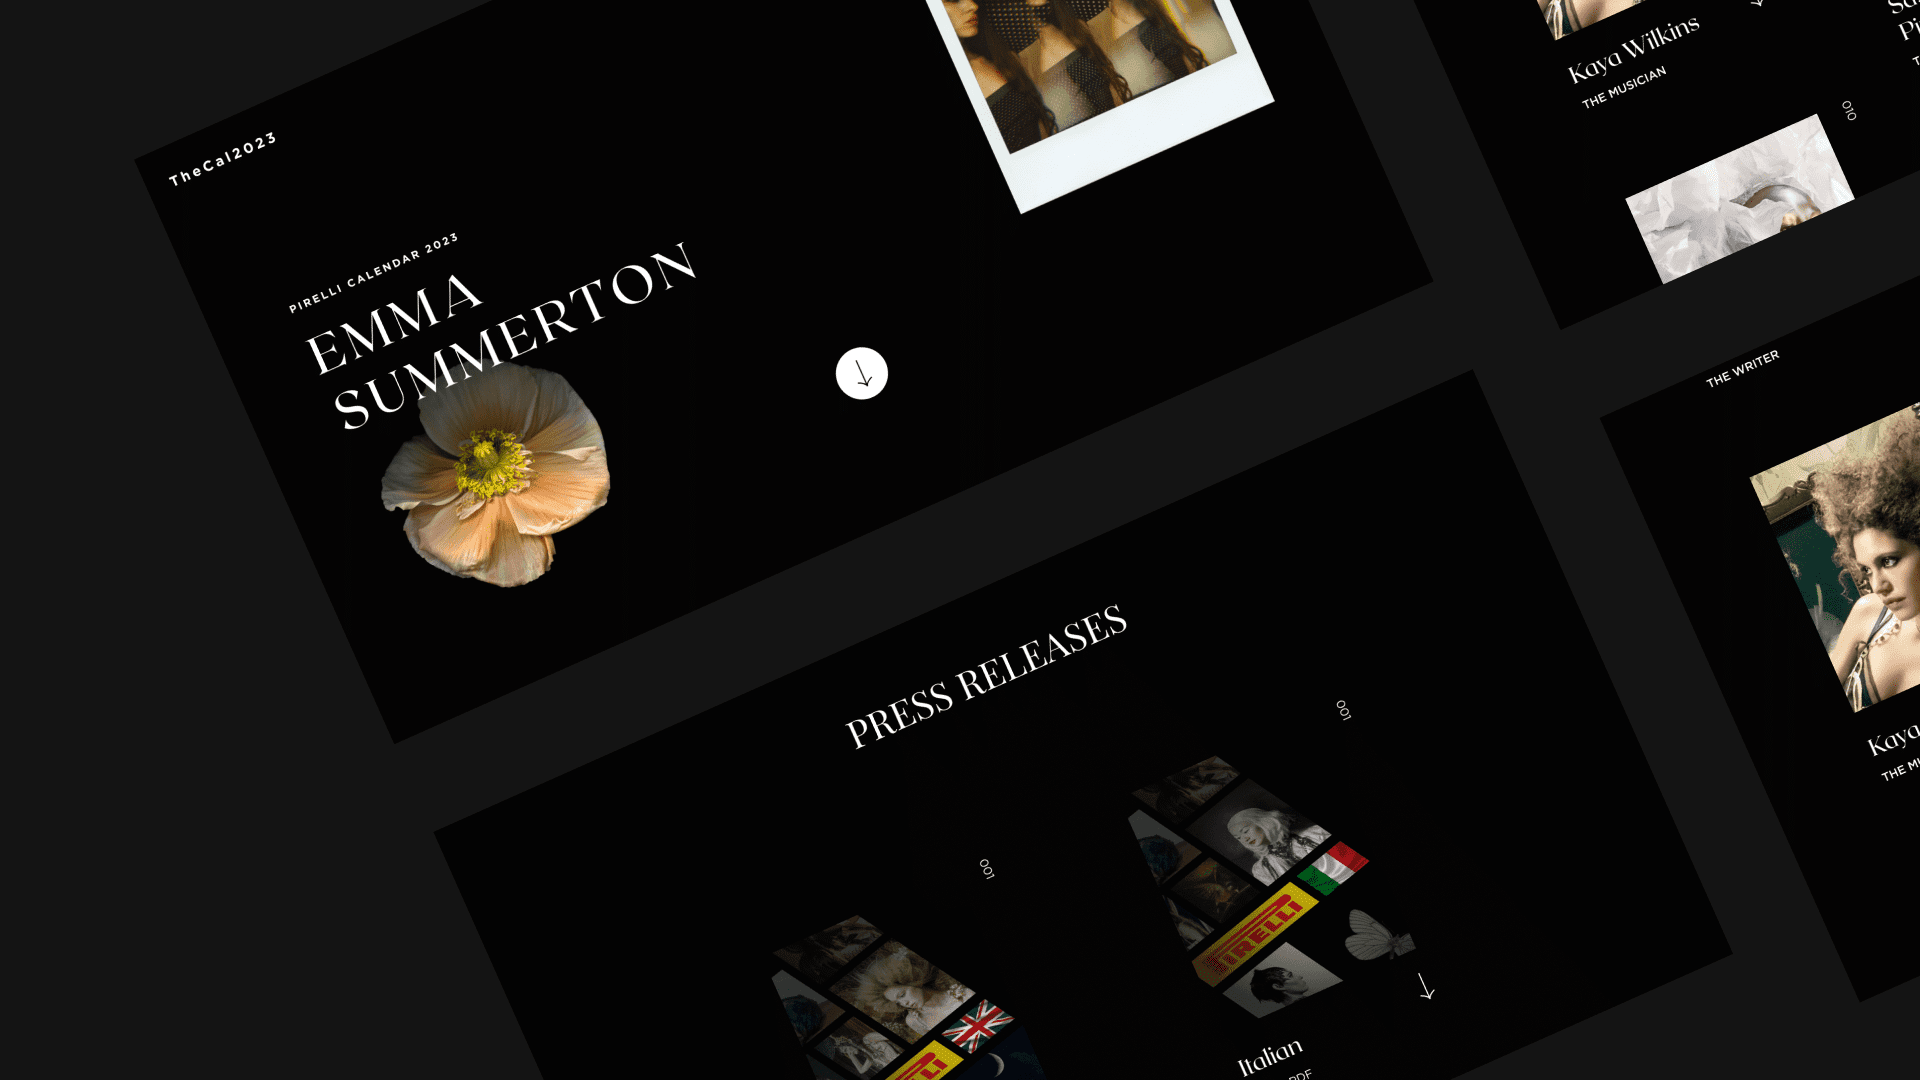 TheCal2023
PIRELLI CALENDAR 2023
EMMA
SUMMERTON
Kaya Wilkins
THE MUSICIAN
010
THE WRITER
Kaya
PRESS RELEASES
001
001
PIRELLI
Italian
PDF